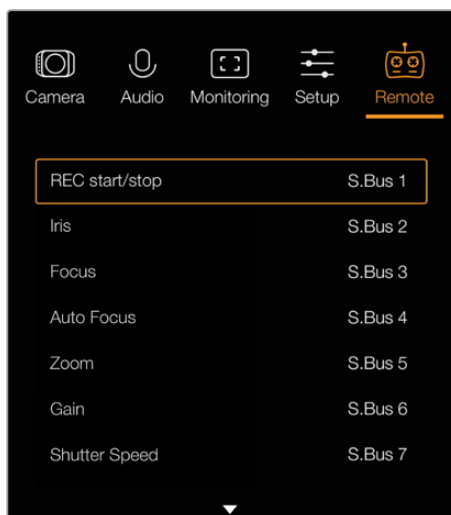 Camera Audio Monitoring Setup Remote
REC start/stop S.Bus 1
Iris S.Bus 2
Focus S.Bus 3
Auto Focus S.Bus 4
Zoom S.Bus 5
Gain S.Bus 6
Shutter Speed S.Bus 7